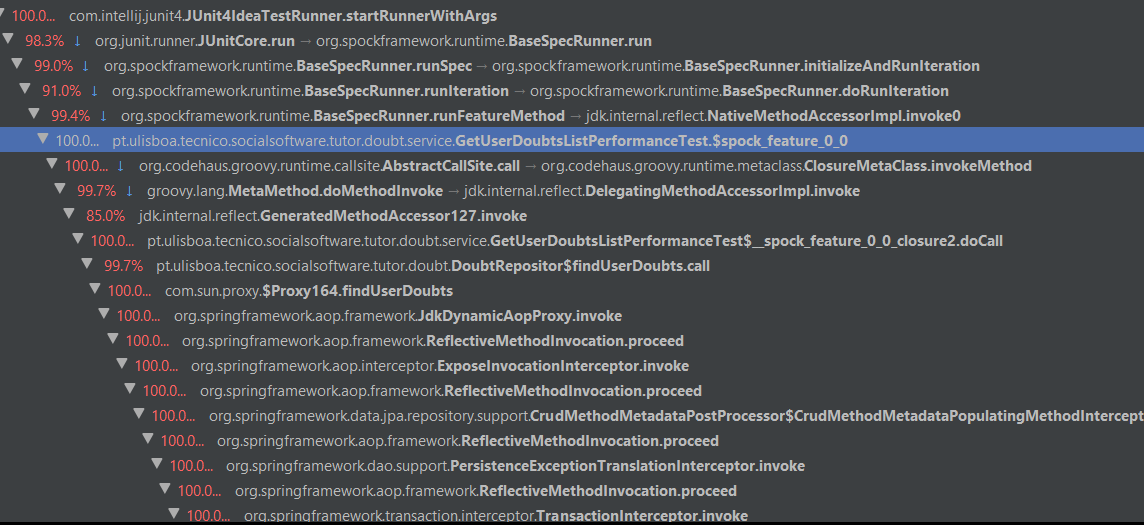 100.0... com.intellij.junit4.JUnit4IdeaTestRunner.startRunnerWithArgs
98.3% ↓ org.junit.runner.JUnitCore.run → org.spockframework.runtime.BaseSpecRunner.run
99.0% ↓ org.spockframework.runtime.BaseSpecRunner.runSpec → org.spockframework.runtime.BaseSpecRunner.initializeAndRunIteration
91.0% ↓ org.spockframework.runtime.BaseSpecRunner.runIteration → org.spockframework.runtime.BaseSpecRunner.doRunIteration
99.4% ↓ org.spockframework.runtime.BaseSpecRunner.runFeatureMethod → jdk.internal.reflect.NativeMethodAccessorImpl.invoke0
100.0... pt.ulisboa.tecnico.socialsoftware.tutor.doubt.service.GetUserDoubtsListPerformanceTest.$spock_feature_0_0
100.0... ↓ org.codehaus.groovy.runtime.callsite.AbstractCallSite.call → org.codehaus.groovy.runtime.metaclass.ClosureMetaClass.invokeMethod
99.7% ↓ groovy.lang.MetaMethod.doMethodInvoke → jdk.internal.reflect.DelegatingMethodAccessorImpl.invoke
85.0% jdk.internal.reflect.GeneratedMethodAccessor127.invoke
100.0... pt.ulisboa.tecnico.socialsoftware.tutor.doubt.service.GetUserDoubtsListPerformanceTest$__spock_feature_0_0_closure2.doCall
99.7% pt.ulisboa.tecnico.socialsoftware.tutor.doubt.DoubtRepositor$findUserDoubts.call
100.0... com.sun.proxy.$Proxy164.findUserDoubts
100.0... org.springframework.aop.framework.JdkDynamicAopProxy.invoke
100.0... org.springframework.aop.framework.ReflectiveMethodInvocation.proceed
100.0... org.springframework.aop.interceptor.ExposeInvocationInterceptor.invoke
100.0... org.springframework.aop.framework.ReflectiveMethodInvocation.proceed
100.0... org.springframework.data.jpa.repository.support.CrudMethodMetadataPostProcessor$CrudMethodMetadataPopulatingMethodIntercept
100.0... org.springframework.aop.framework.ReflectiveMethodInvocation.proceed
100.0... org.springframework.dao.support.PersistenceExceptionTranslationInterceptor.invoke
100.0... org.springframework.aop.framework.ReflectiveMethodInvocation.proceed
100.0... org.springframework.transaction.interceptor.TransactionInterceptor.invoke